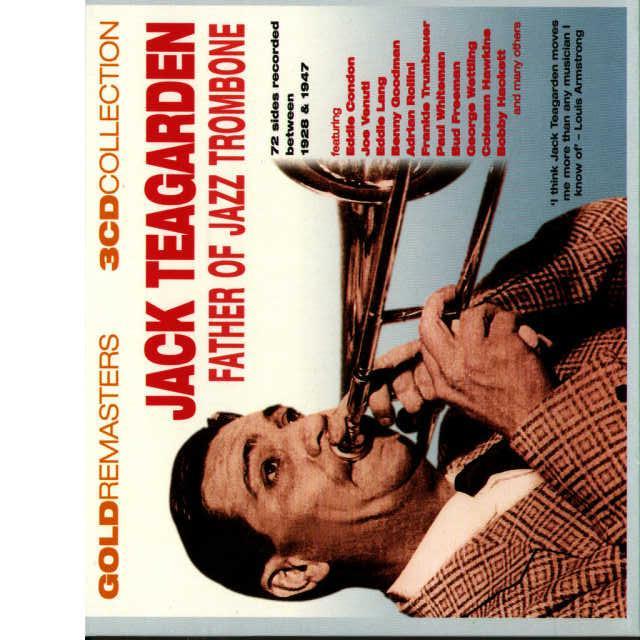 GOLDREMASTERS 3CDCOLLECTION
JACK TEAGARDEN
FATHER OF JAZZ TROMBONE
72 sides recorded
between
1928 & 1947
featuring
Eddie Condon
Joe Venuti
Eddie Lang
Benny Goodman
Adrian Rollini
Frankie Trumbauer
Paul Whiteman
Bud Freeman
George Wettling
Coleman Hawkins
Bobby Hackett
and many others
'I think Jack Teagarden moves
me more than any musician I
know of' - Louis Armstrong